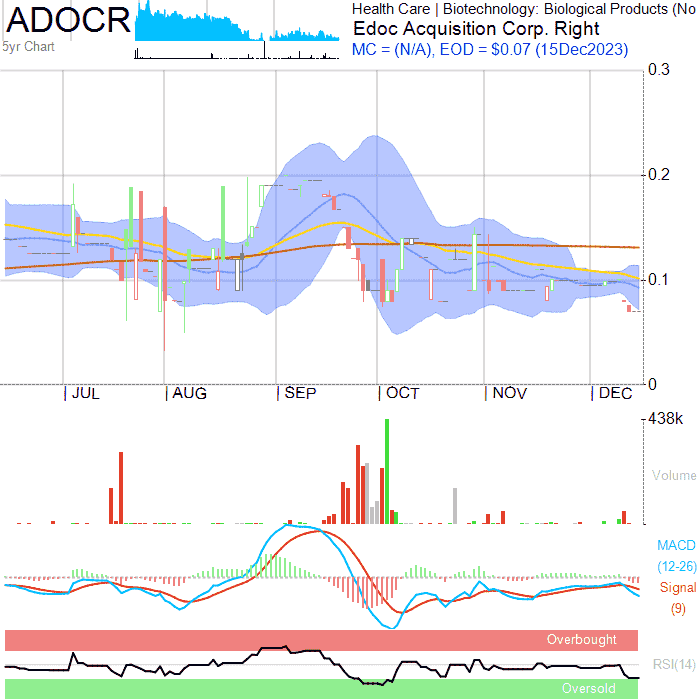 ADOCR
5yr Chart
Health Care | Biotechnology: Biological Products (No
Edoc Acquisition Corp. Right
MC = (N/A), EOD = $0.07 (15Dec2023)
0.3
0.2
0.1
0
JUL AUG SEP OCT NOV DEC
438k
Volume
MACD
(12-26)
Signal
(9)
Overbought
RSI(14)
Oversold